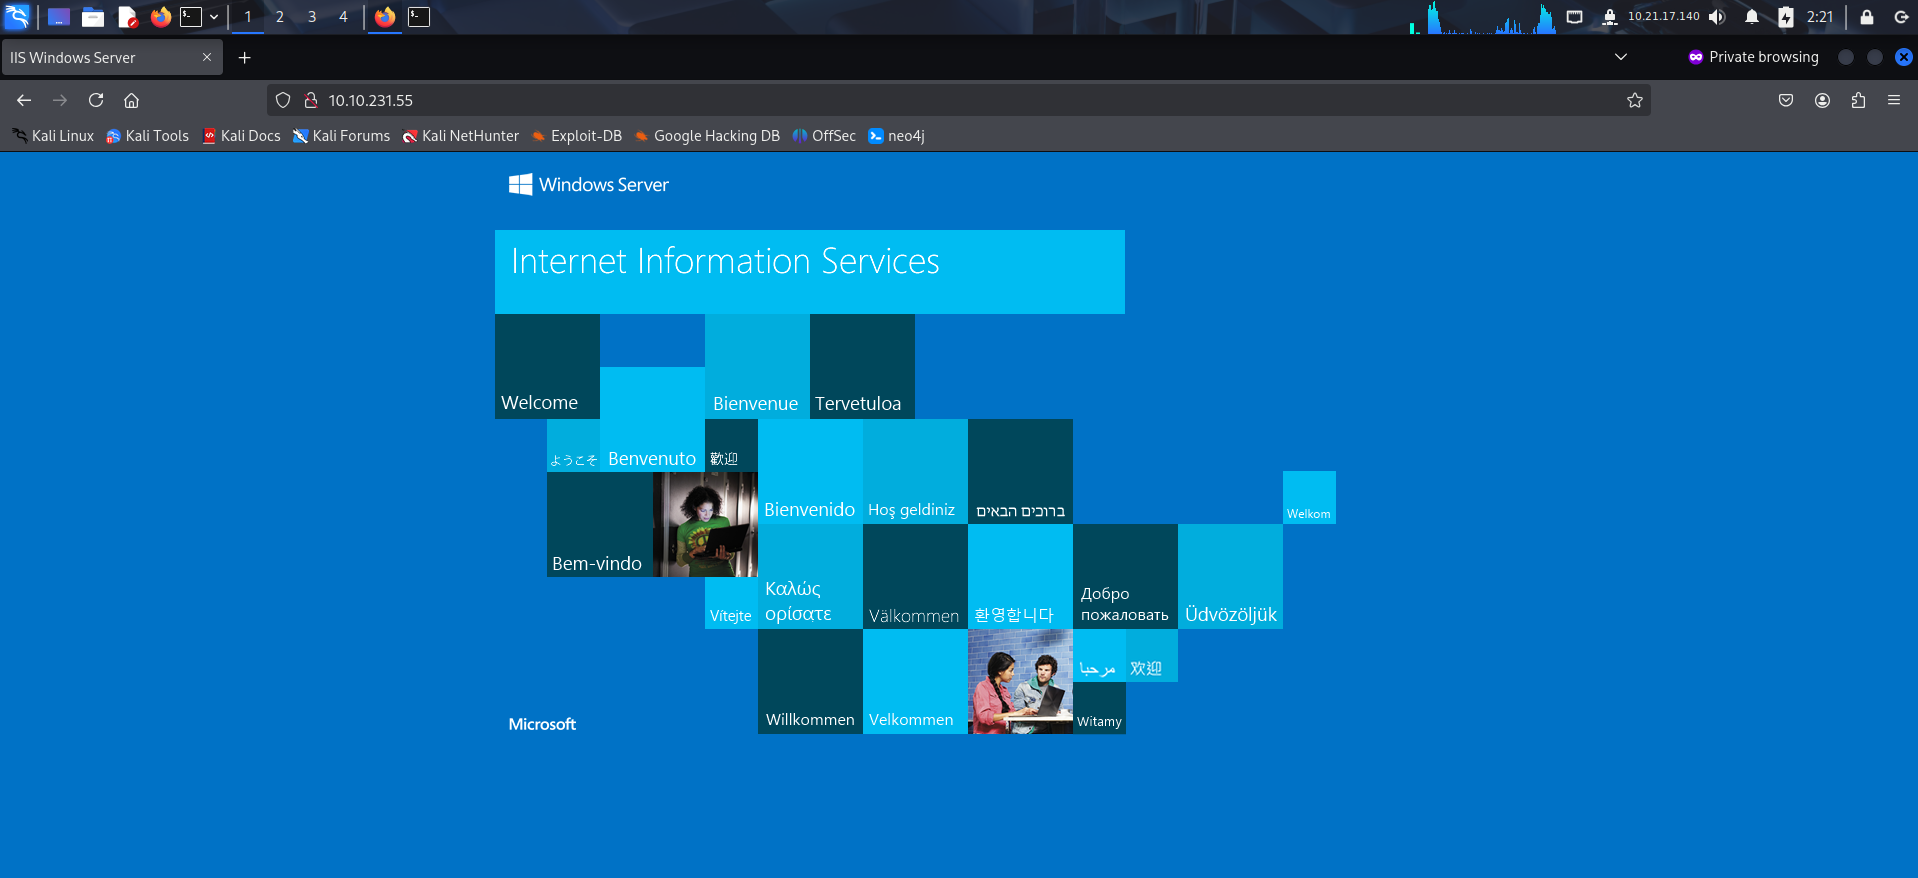 1 2 3 4
10.21.17.140
2:21
IIS Windows Server
Private browsing
10.10.231.55
Kali Linux Kali Tools Kali Docs Kali Forums Kali NetHunter Exploit-DB Google Hacking DB OffSec neo4j
Windows Server
Internet Information Services
Welcome
Bienvenue
Tervetuloa
ようこそ
Benvenuto
歡迎
Bienvenido
Hoş geldiniz
ברוכים הבאים
Welkom
Bem-vindo
Vítejte
Καλώς
ορίσατε
Välkommen
환영합니다
Добро
пожаловать
Üdvözöljük
Willkommen
Velkommen
مرحبا
欢迎
Witamy
Microsoft